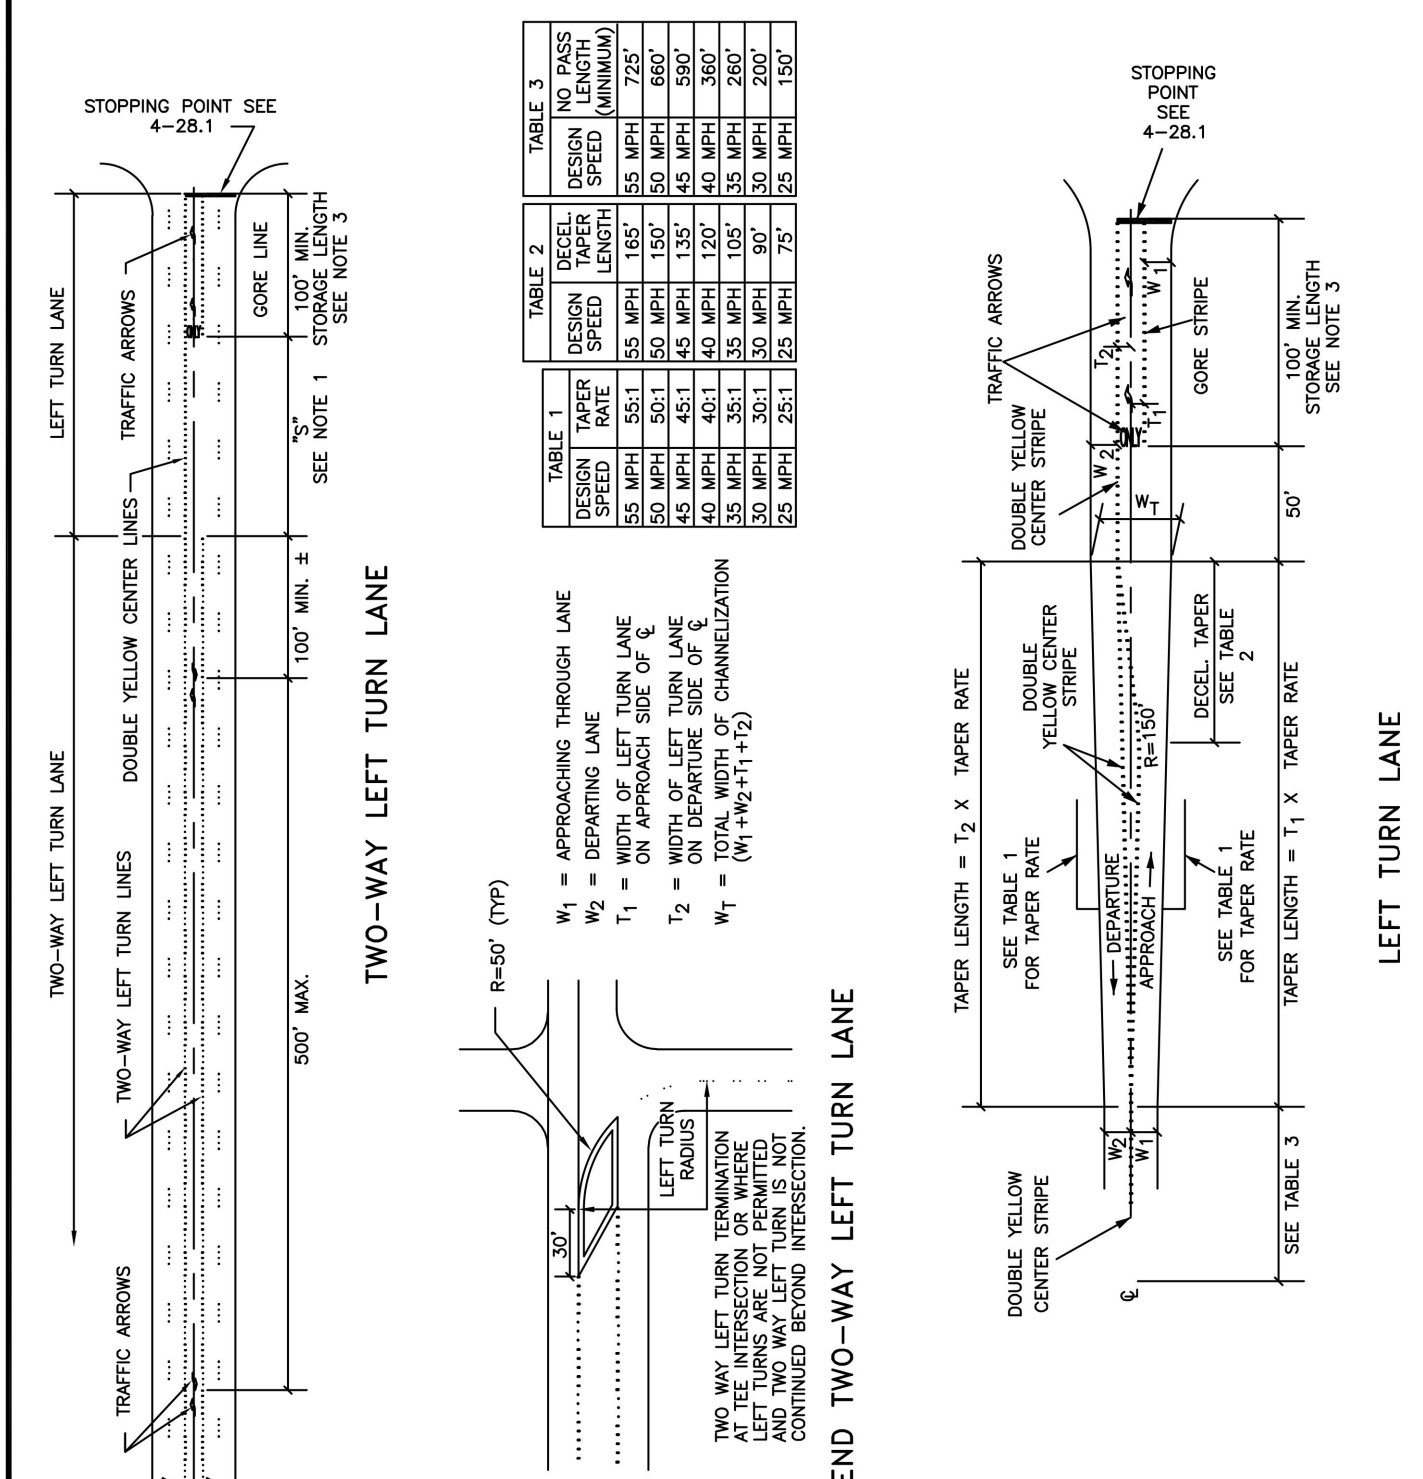 STOPPING POINT SEE
4-28.1
LEFT TURN LANE
TWO-WAY LEFT TURN LANE
TRAFFIC ARROWS
DOUBLE YELLOW CENTER LINES
TWO-WAY LEFT TURN LINES
TRAFFIC ARROWS
ONLY
GORE LINE
100' MIN.
STORAGE LENGTH
SEE NOTE 3
"S"
SEE NOTE 1
100' MIN. ±
500' MAX.
TWO-WAY LEFT TURN LANE
TABLE 1
DESIGN SPEED
TAPER RATE
55 MPH 55:1
50 MPH 50:1
45 MPH 45:1
40 MPH 40:1
35 MPH 35:1
30 MPH 30:1
25 MPH 25:1
TABLE 2
DESIGN SPEED
DECEL. TAPER LENGTH
55 MPH 165'
50 MPH 150'
45 MPH 135'
40 MPH 120'
35 MPH 105'
30 MPH 90'
25 MPH 75'
TABLE 3
DESIGN SPEED
NO PASS LENGTH (MINIMUM)
55 MPH 725'
50 MPH 660'
45 MPH 590'
40 MPH 360'
35 MPH 260'
30 MPH 200'
25 MPH 150'
W1 = APPROACHING THROUGH LANE
W2 = DEPARTING LANE
T1 = WIDTH OF LEFT TURN LANE
ON APPROACH SIDE OF ℄
T2 = WIDTH OF LEFT TURN LANE
ON DEPARTURE SIDE OF ℄
WT = TOTAL WIDTH OF CHANNELIZATION
(W1+W2+T1+T2)
R=50' (TYP)
30'
LEFT TURN
RADIUS
TWO WAY LEFT TURN TERMINATION
AT TEE INTERSECTION OR WHERE
LEFT TURNS ARE NOT PERMITTED
AND TWO WAY LEFT TURN IS NOT
CONTINUED BEYOND INTERSECTION.
END TWO-WAY LEFT TURN LANE
STOPPING
POINT
SEE
4-28.1
TRAFFIC ARROWS
DOUBLE YELLOW
CENTER STRIPE
W2
T2
T1
W1
ONLY
WT
GORE STRIPE
100' MIN.
STORAGE LENGTH
SEE NOTE 3
50'
TAPER LENGTH = T2 X TAPER RATE
DOUBLE
YELLOW CENTER
STRIPE
R=150'
DECEL. TAPER
SEE TABLE
2
SEE TABLE 1
FOR TAPER RATE
DEPARTURE
APPROACH
SEE TABLE 1
FOR TAPER RATE
TAPER LENGTH = T1 X TAPER RATE
W2
W1
DOUBLE YELLOW
CENTER STRIPE
℄
SEE TABLE 3
LEFT TURN LANE